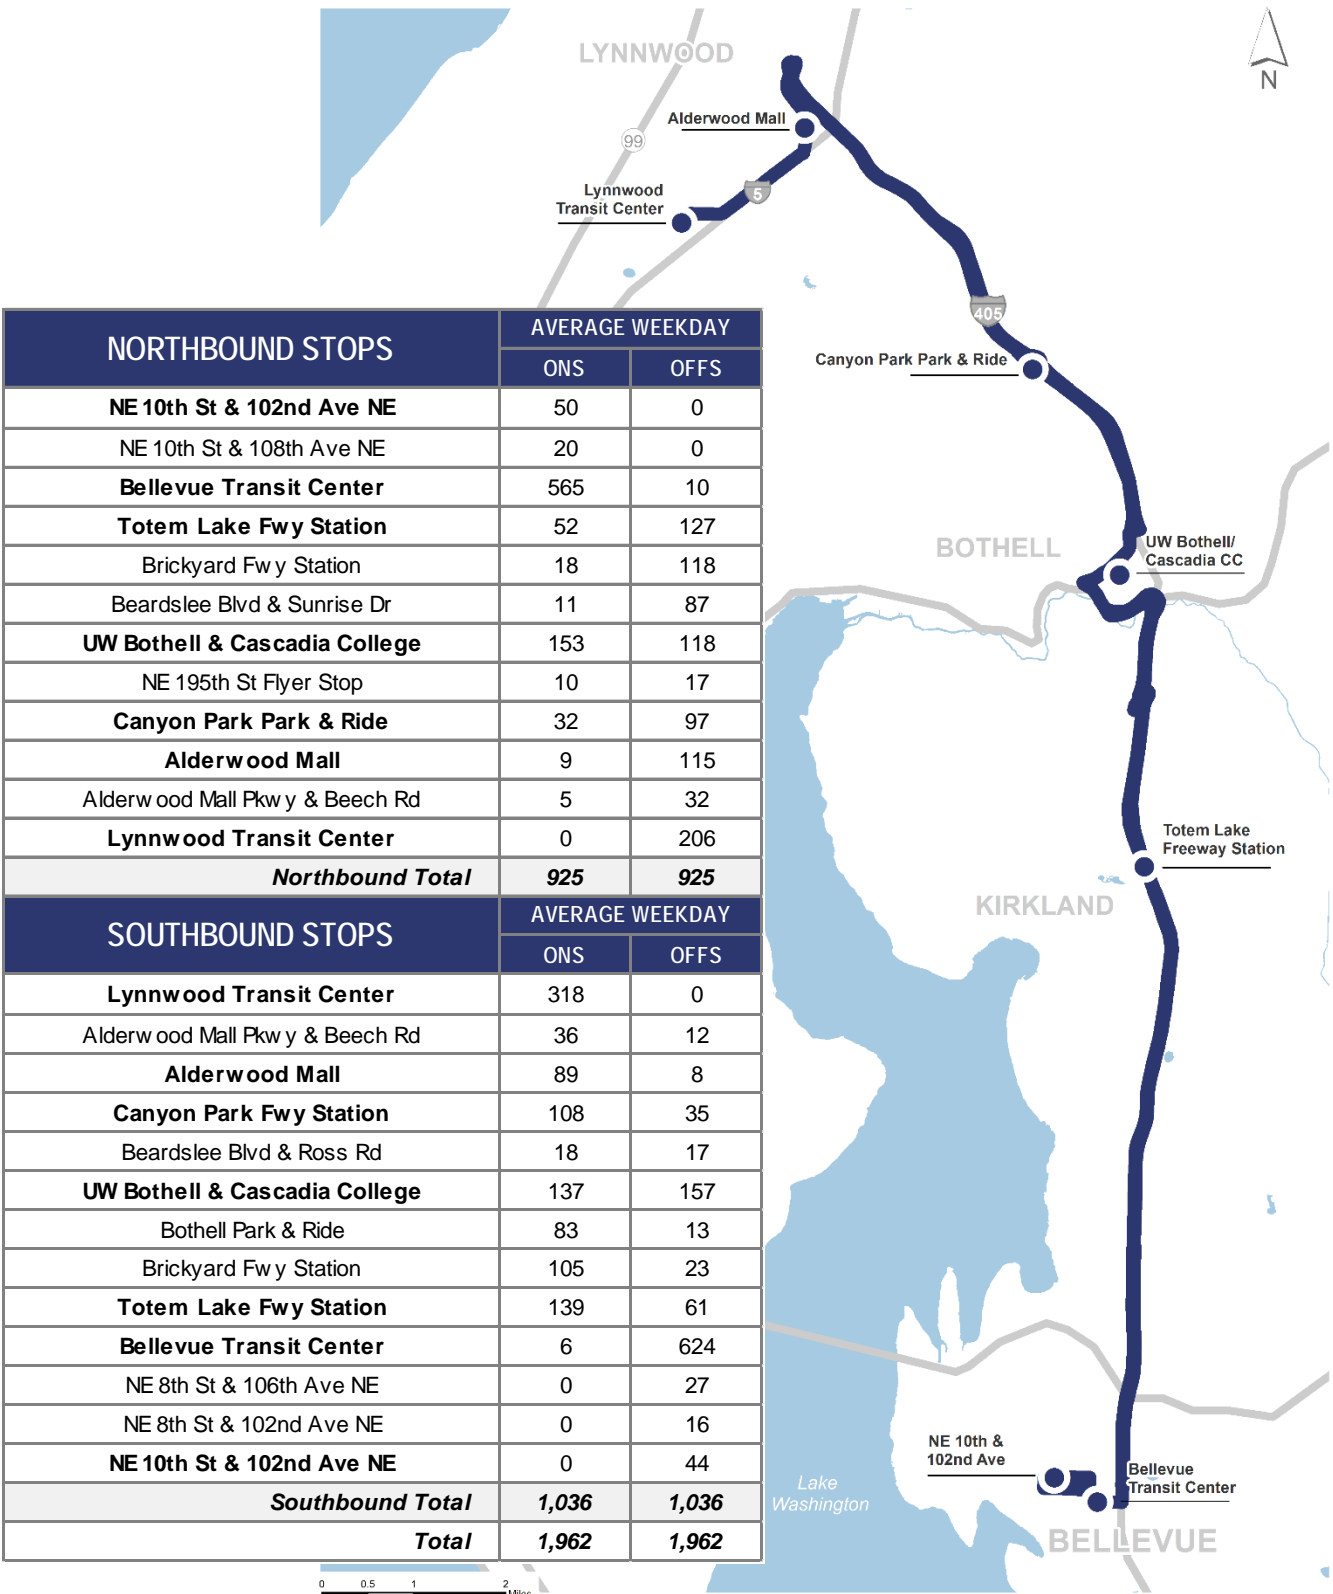 LYNNWOOD
N
Alderwood Mall
99
Lynnwood
Transit Center
5
405
Canyon Park Park & Ride
BOTHELL
UW Bothell/
Cascadia CC
Totem Lake
Freeway Station
KIRKLAND
NE 10th &
102nd Ave
Bellevue
Transit Center
Lake
Washington
BELLEVUE
NORTHBOUND STOPS AVERAGE WEEKDAY
ONS OFFS
NE 10th St & 102nd Ave NE 50 0
NE 10th St & 108th Ave NE 20 0
Bellevue Transit Center 565 10
Totem Lake Fwy Station 52 127
Brickyard Fwy Station 18 118
Beardslee Blvd & Sunrise Dr 11 87
UW Bothell & Cascadia College 153 118
NE 195th St Flyer Stop 10 17
Canyon Park Park & Ride 32 97
Alderwood Mall 9 115
Alderwood Mall Pkwy & Beech Rd 5 32
Lynnwood Transit Center 0 206
Northbound Total 925 925
SOUTHBOUND STOPS AVERAGE WEEKDAY
ONS OFFS
Lynnwood Transit Center 318 0
Alderwood Mall Pkwy & Beech Rd 36 12
Alderwood Mall 89 8
Canyon Park Fwy Station 108 35
Beardslee Blvd & Ross Rd 18 17
UW Bothell & Cascadia College 137 157
Bothell Park & Ride 83 13
Brickyard Fwy Station 105 23
Totem Lake Fwy Station 139 61
Bellevue Transit Center 6 624
NE 8th St & 106th Ave NE 0 27
NE 8th St & 102nd Ave NE 0 16
NE 10th St & 102nd Ave NE 0 44
Southbound Total 1,036 1,036
Total 1,962 1,962
0 0.5 1 2
Miles